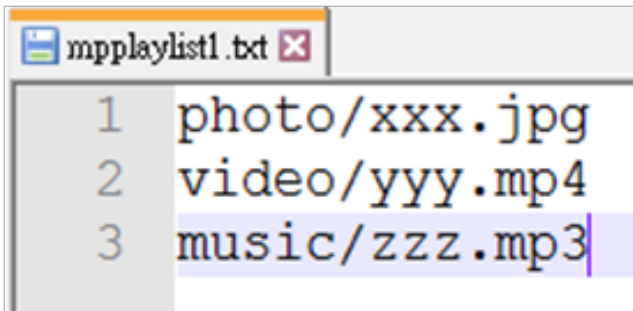 mpplaylist1.txt
1 photo/xxx.jpg
2 video/yyy.mp4
3 music/zzz.mp3